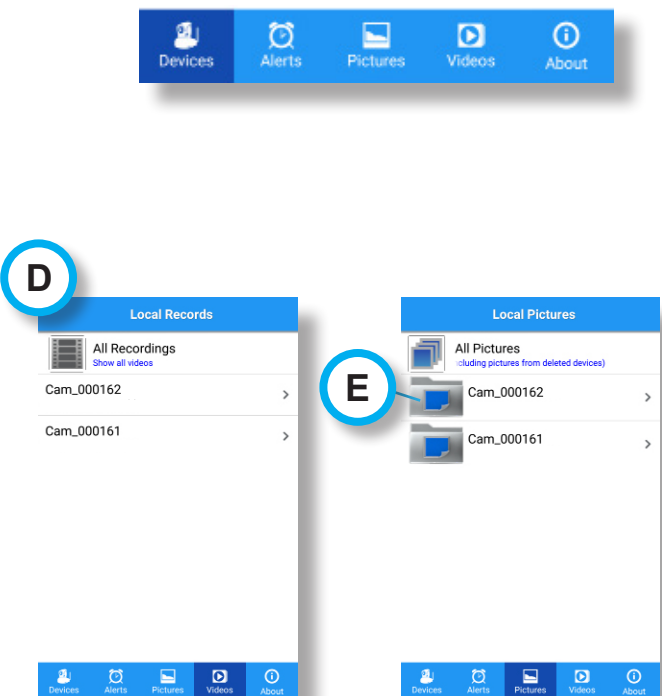 Devices Alerts Pictures Videos About
D
Local Records
All Recordings
Show all videos
Cam_000162
Cam_000161
Devices Alerts Pictures Videos About
E
Local Pictures
All Pictures
cluding pictures from deleted devices)
Cam_000162
Cam_000161
Devices Alerts Pictures Videos About